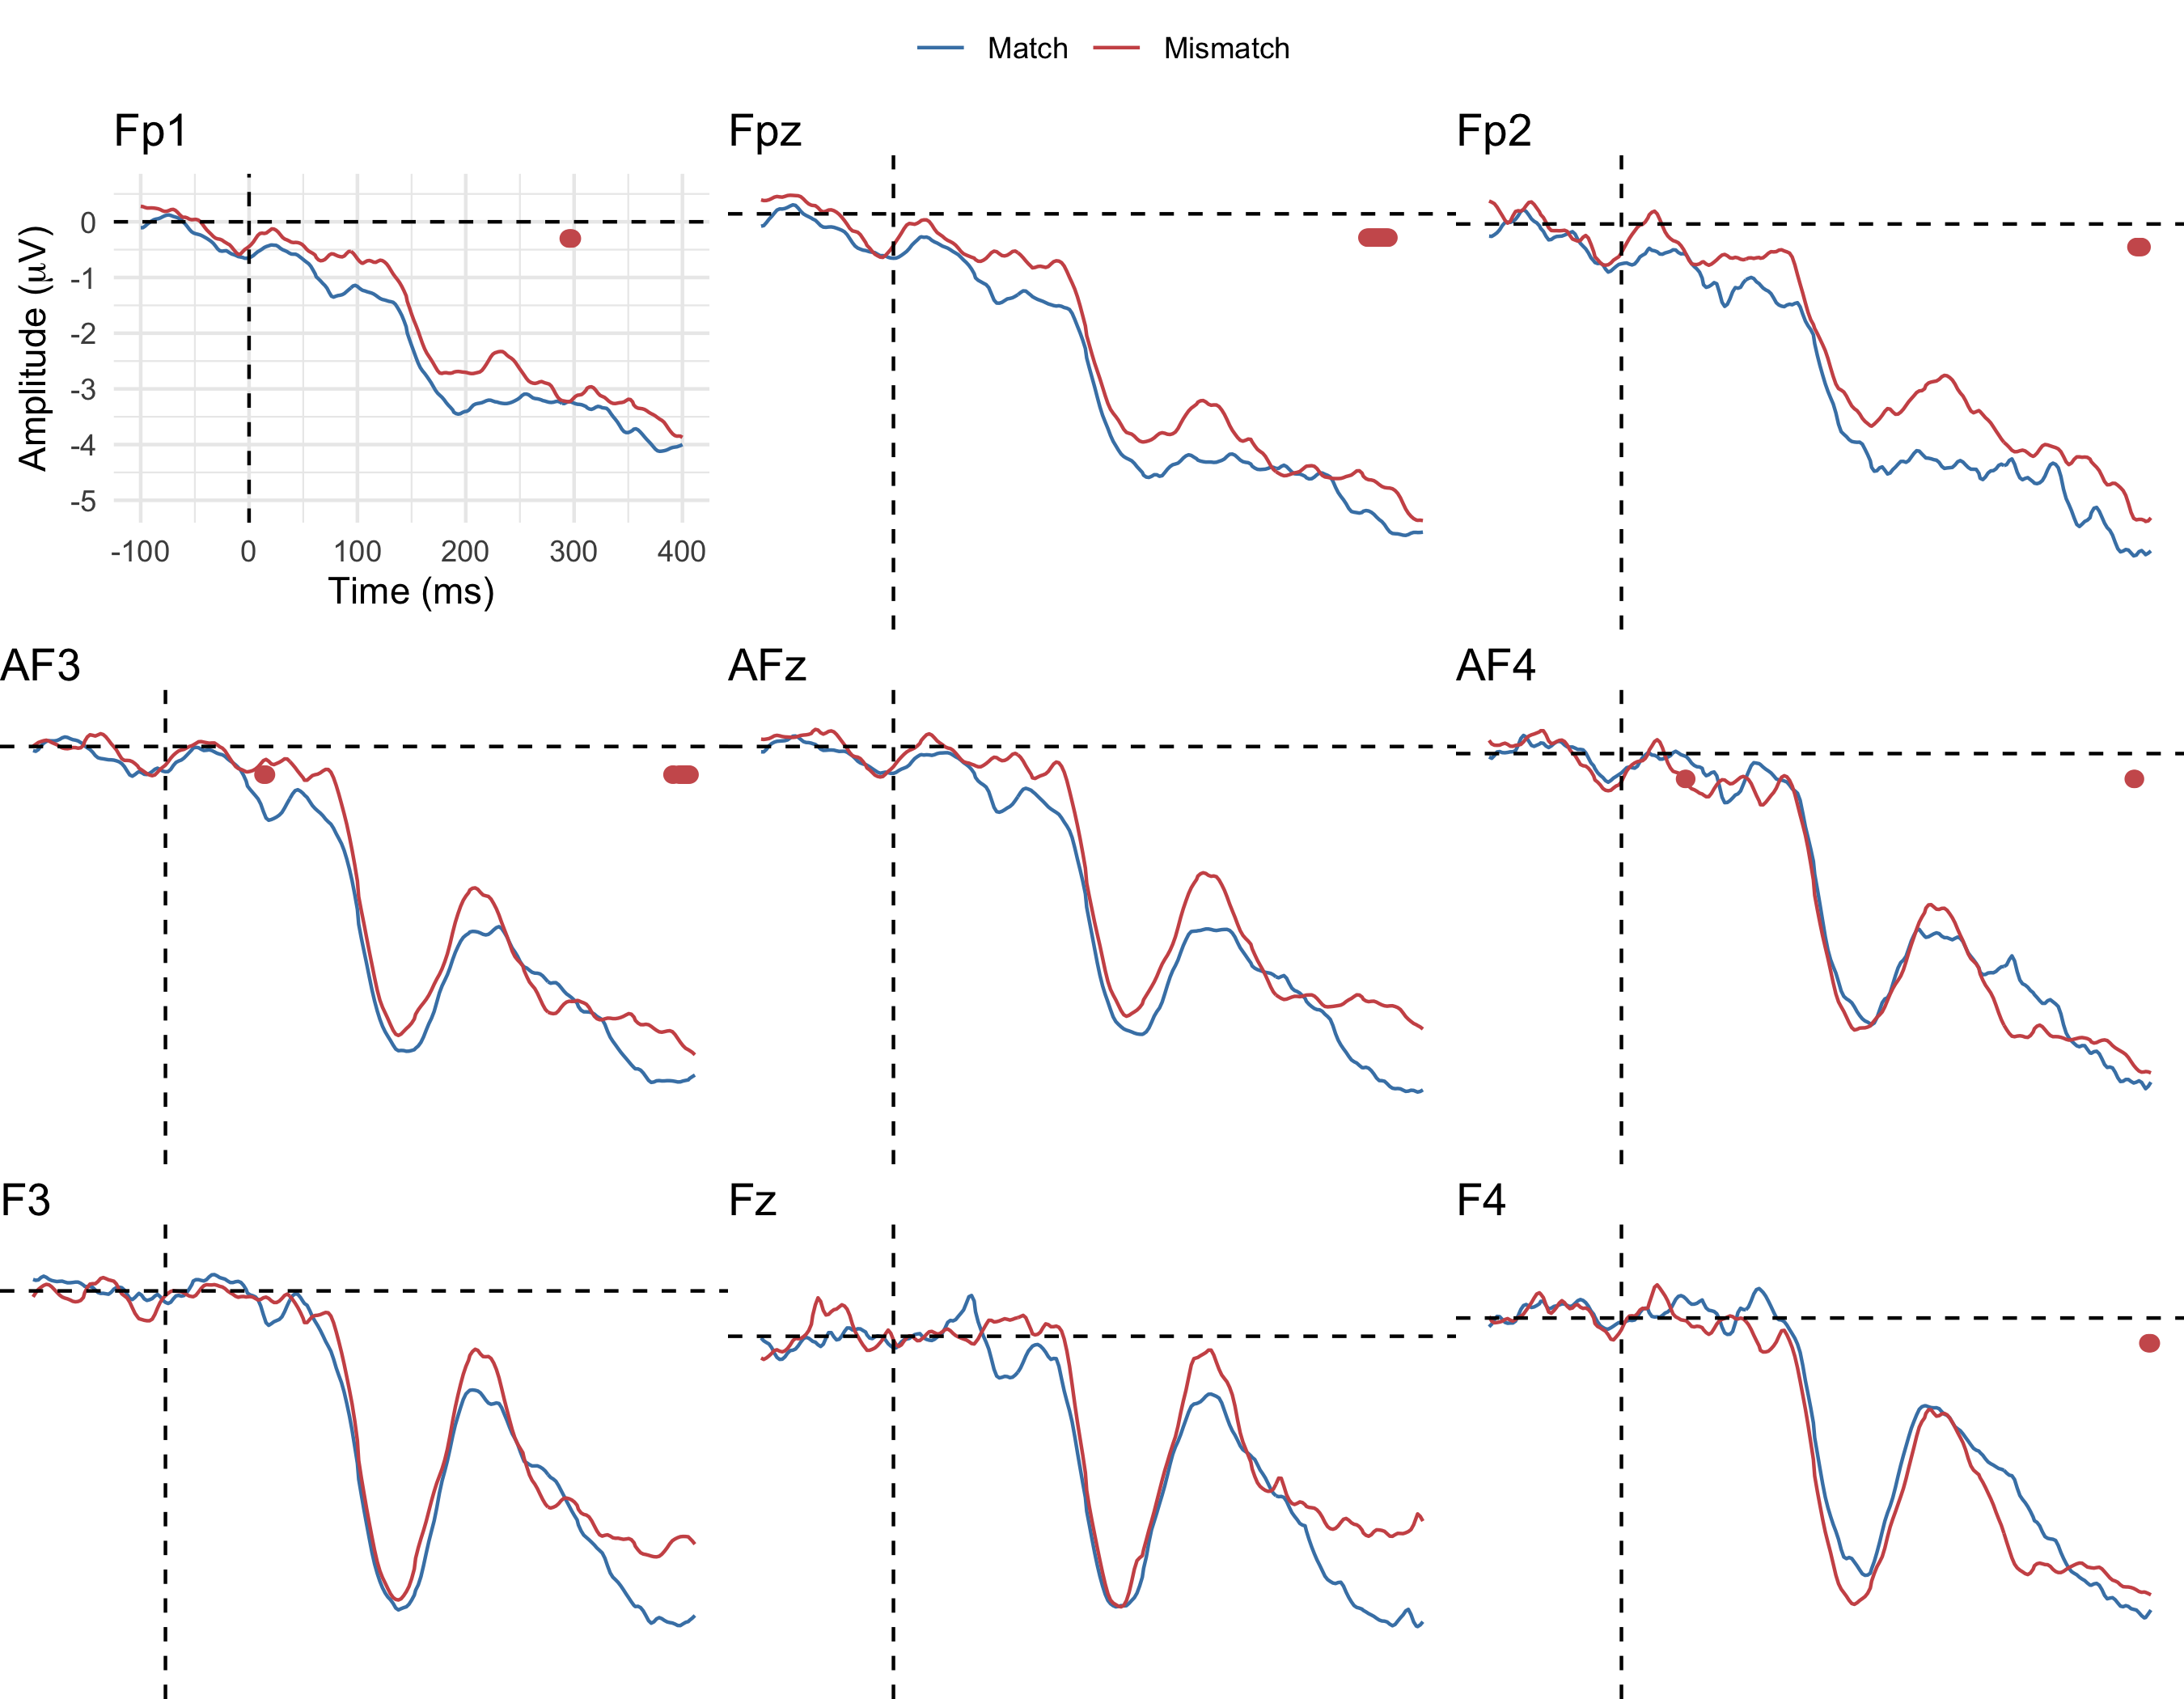 Match Mismatch
Fp1 Fpz Fp2
0
-1
-2
-3
-4
-5
Amplitude (µV)
-100 0 100 200 300 400
Time (ms)
AF3 AFz AF4
F3 Fz F4